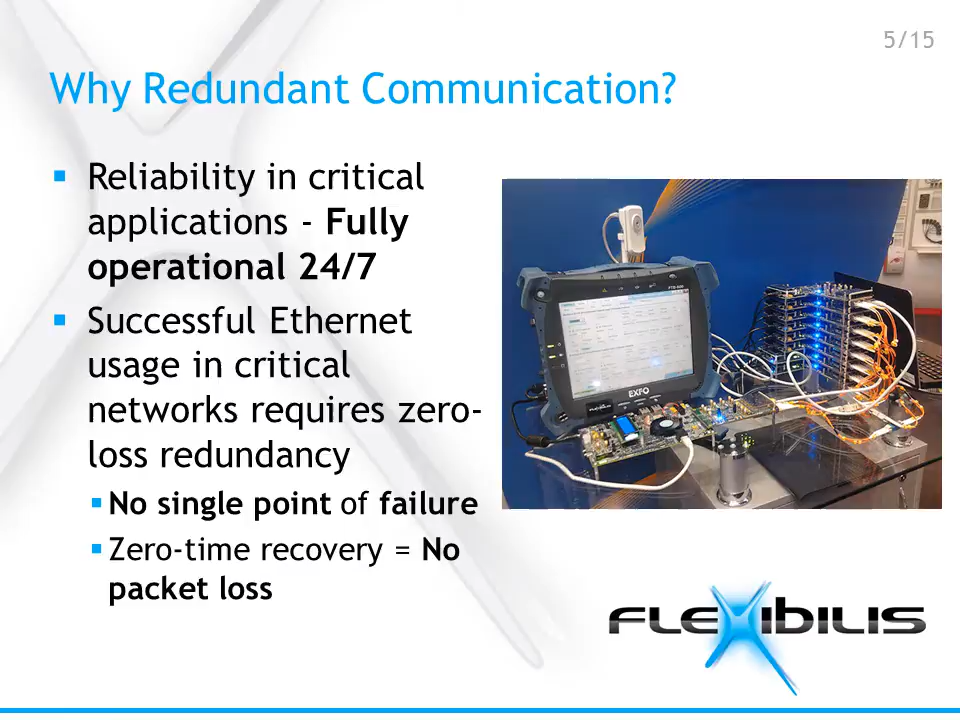 5/15
Why Redundant Communication?
Reliability in critical
applications - Fully
operational 24/7
Successful Ethernet
usage in critical
networks requires zero-
loss redundancy
No single point of failure
Zero-time recovery = No
packet loss
EXFO
FLEXIBILIS